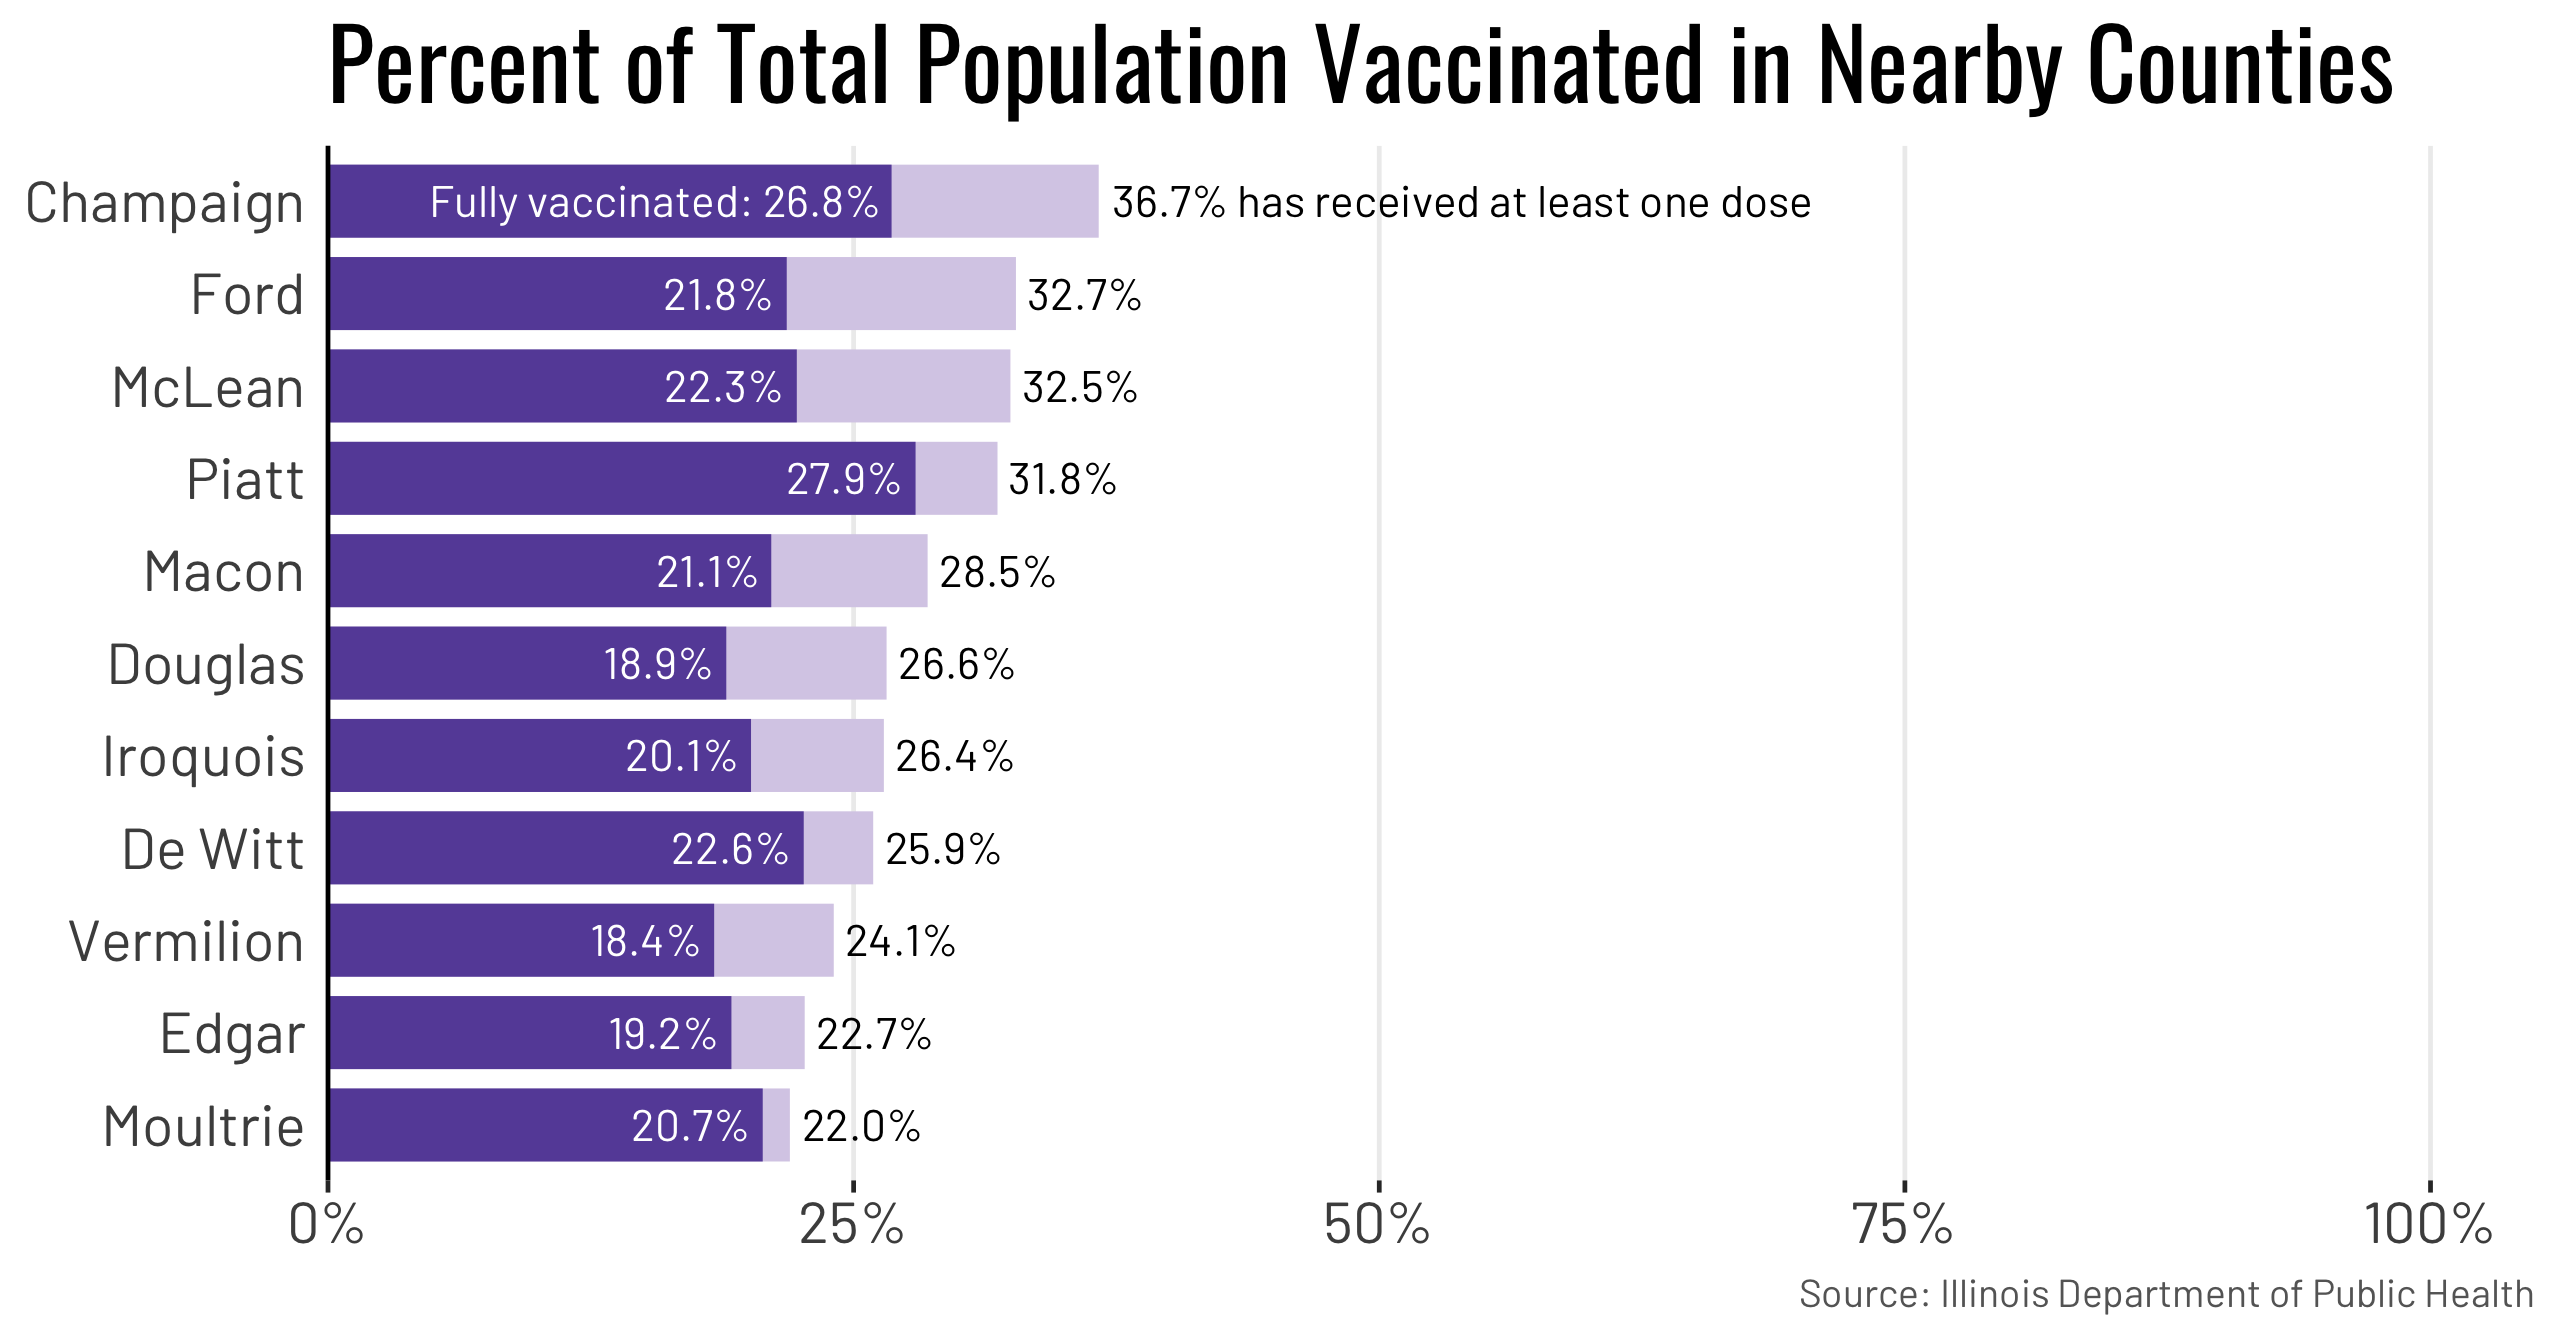 Percent of Total Population Vaccinated in Nearby Counties
Champaign Fully vaccinated: 26.8% 36.7% has received at least one dose
Ford 21.8% 32.7%
McLean 22.3% 32.5%
Piatt 27.9% 31.8%
Macon 21.1% 28.5%
Douglas 18.9% 26.6%
Iroquois 20.1% 26.4%
De Witt 22.6% 25.9%
Vermilion 18.4% 24.1%
Edgar 19.2% 22.7%
Moultrie 20.7% 22.0%
0% 25% 50% 75% 100%
Source: Illinois Department of Public Health